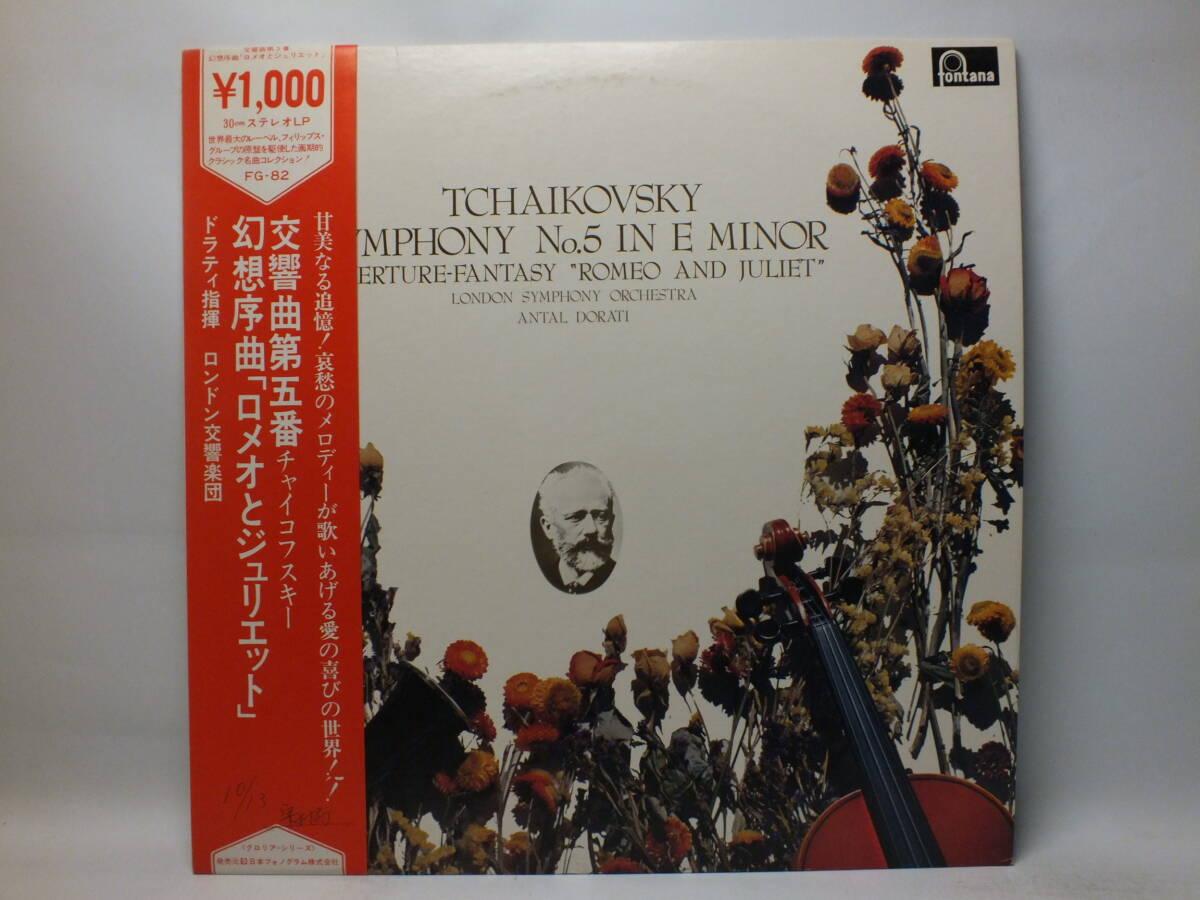 交響曲第5番
幻想序曲「ロメオとジュリエット」
¥1,000
30cmステレオLP
世界最大のレーベル、フィリップス・
グループの原盤を駆使した画期的
クラシック名曲コレクション!
FG-82
甘美なる追憶!哀愁のメロディーが歌いあげる愛の喜びの世界!
交響曲第五番 チャイコフスキー
幻想序曲「ロメオとジュリエット」
ドラティ指揮 ロンドン交響楽団
10/13
〈グロリア・シリーズ〉
発売元 日本フォノグラム株式会社
fontana
TCHAIKOVSKY
YMPHONY No.5 IN E MINOR
ERTURE-FANTASY "ROMEO AND JULIET"
LONDON SYMPHONY ORCHESTRA
ANTAL DORATI